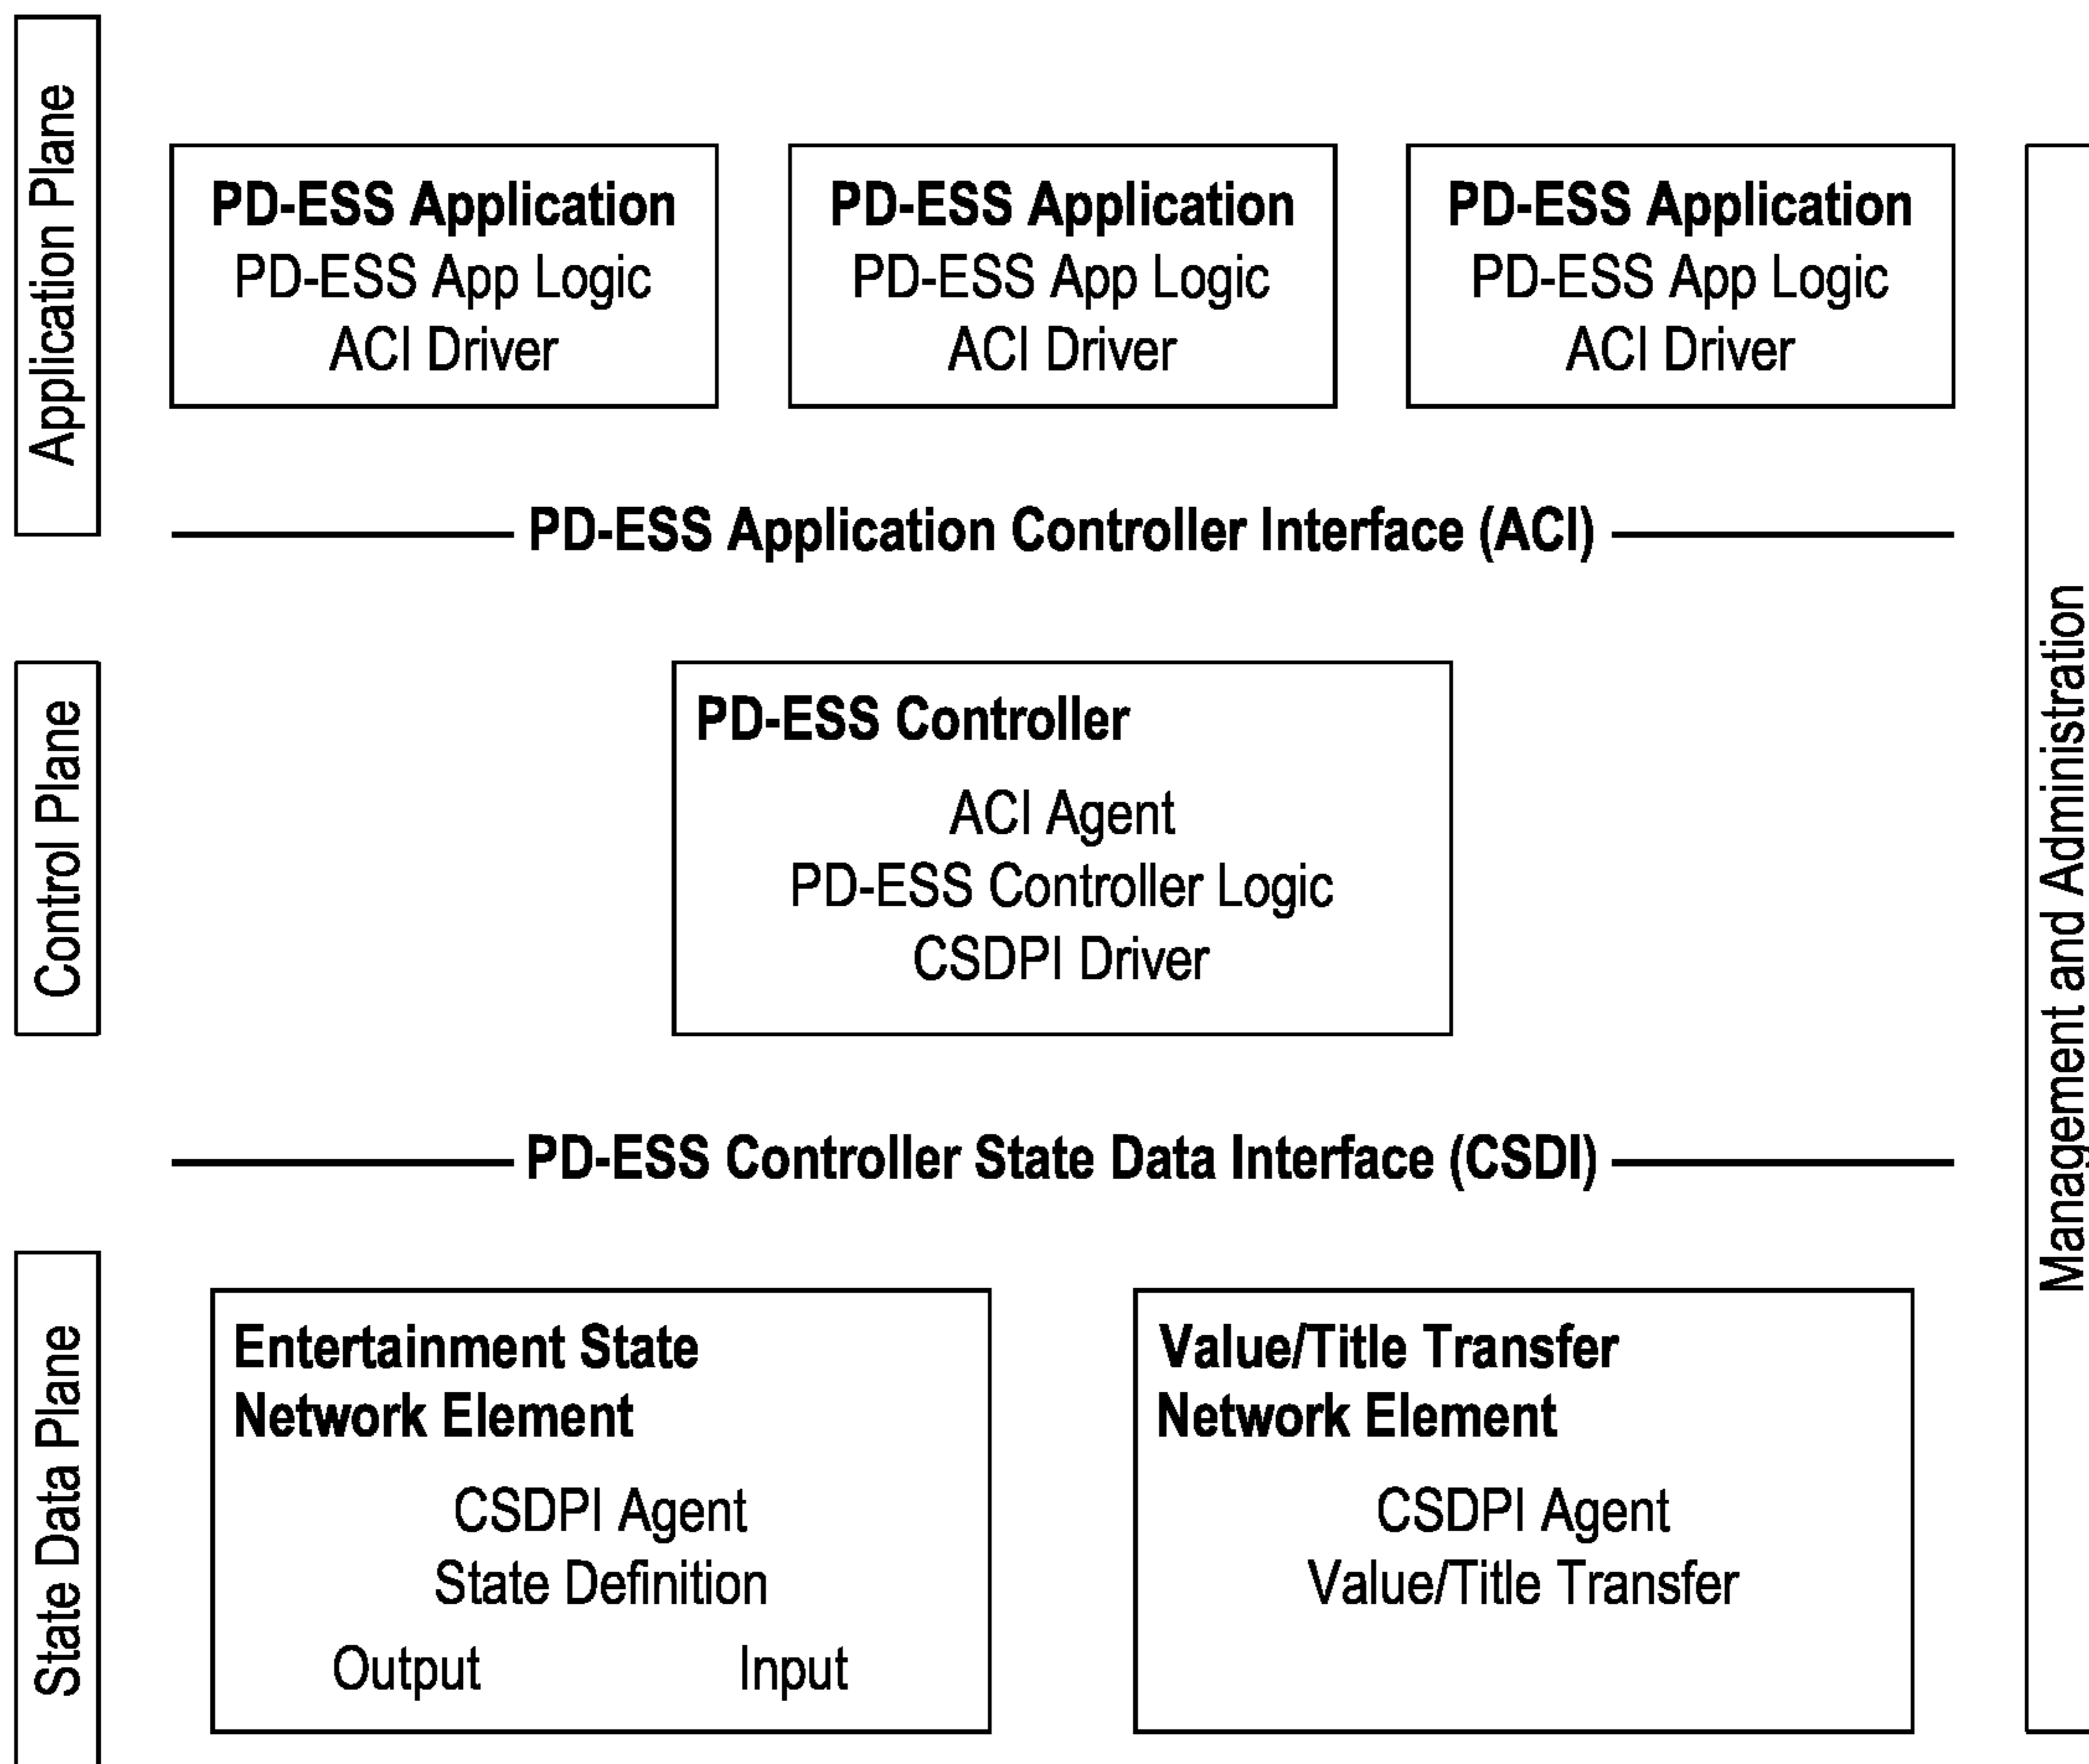 Application Plane
PD-ESS Application
PD-ESS App Logic
ACI Driver
PD-ESS Application
PD-ESS App Logic
ACI Driver
PD-ESS Application
PD-ESS App Logic
ACI Driver
PD-ESS Application Controller Interface (ACI)
Control Plane
PD-ESS Controller
ACI Agent
PD-ESS Controller Logic
CSDPI Driver
PD-ESS Controller State Data Interface (CSDI)
State Data Plane
Entertainment State
Network Element
CSDPI Agent
State Definition
Output Input
Value/Title Transfer
Network Element
CSDPI Agent
Value/Title Transfer
Management and Administration